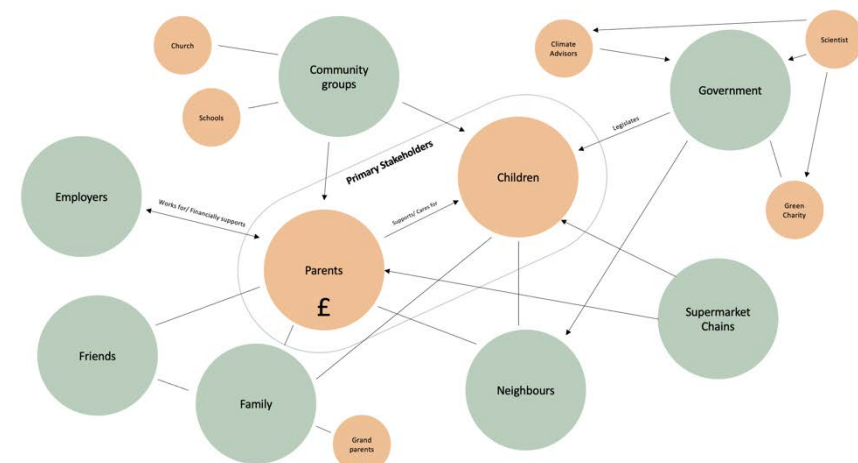 Church
Schools
Community
groups
Climate
Advisors
Scientist
Government
Legislates
Primary Stakeholders
Children
Green
Charity
Employers
Works for/ Financially supports
Supports/ Cares for
Parents
£
Supermarket
Chains
Friends
Family
Neighbours
Grand
parents